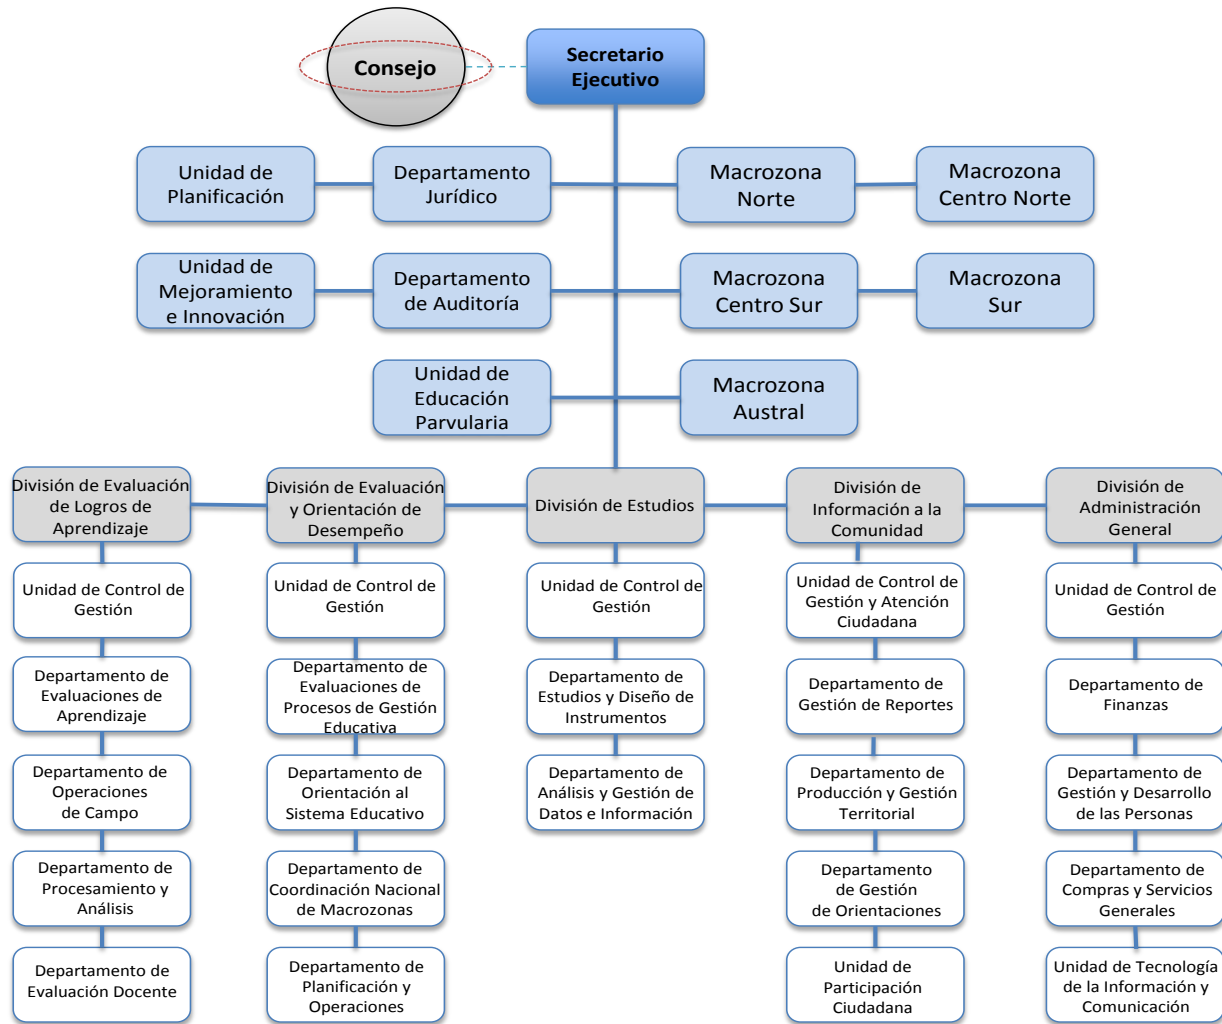 Consejo
Secretario
Ejecutivo
Unidad de
Planificación
Departamento
Jurídico
Macrozona
Norte
Macrozona
Centro Norte
Unidad de
Mejoramiento
e Innovación
Departamento
de Auditoría
Macrozona
Centro Sur
Macrozona
Sur
Unidad de
Educación
Parvularia
Macrozona
Austral
División de Evaluación
de Logros de
Aprendizaje
División de Evaluación
y Orientación de
Desempeño
División de Estudios
División de
Información a la
Comunidad
División de
Administración
General
Unidad de Control de
Gestión
Unidad de Control de
Gestión
Unidad de Control de
Gestión
Unidad de Control de
Gestión y Atención
Ciudadana
Unidad de Control de
Gestión
Departamento de
Evaluaciones de
Aprendizaje
Departamento de
Evaluaciones de
Procesos de Gestión
Educativa
Departamento de
Estudios y Diseño de
Instrumentos
Departamento de
Gestión de Reportes
Departamento de
Finanzas
Departamento de
Operaciones
de Campo
Departamento de
Orientación al
Sistema Educativo
Departamento de
Análisis y Gestión de
Datos e Información
Departamento de
Producción y Gestión
Territorial
Departamento de
Gestión y Desarrollo
de las Personas
Departamento de
Procesamiento y
Análisis
Departamento de
Coordinación Nacional
de Macrozonas
Departamento
de Gestión
de Orientaciones
Departamento de
Compras y Servicios
Generales
Departamento de
Evaluación Docente
Departamento de
Planificación y
Operaciones
Unidad de
Participación
Ciudadana
Unidad de Tecnología
de la Información y
Comunicación